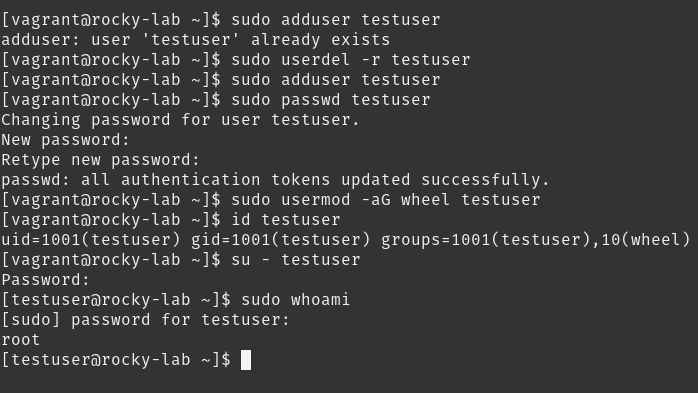 [vagrant@rocky-lab ~]$ sudo adduser testuser
adduser: user 'testuser' already exists
[vagrant@rocky-lab ~]$ sudo userdel -r testuser
[vagrant@rocky-lab ~]$ sudo adduser testuser
[vagrant@rocky-lab ~]$ sudo passwd testuser
Changing password for user testuser.
New password:
Retype new password:
passwd: all authentication tokens updated successfully.
[vagrant@rocky-lab ~]$ sudo usermod -aG wheel testuser
[vagrant@rocky-lab ~]$ id testuser
uid=1001(testuser) gid=1001(testuser) groups=1001(testuser),10(wheel)
[vagrant@rocky-lab ~]$ su - testuser
Password:
[testuser@rocky-lab ~]$ sudo whoami
[sudo] password for testuser:
root
[testuser@rocky-lab ~]$